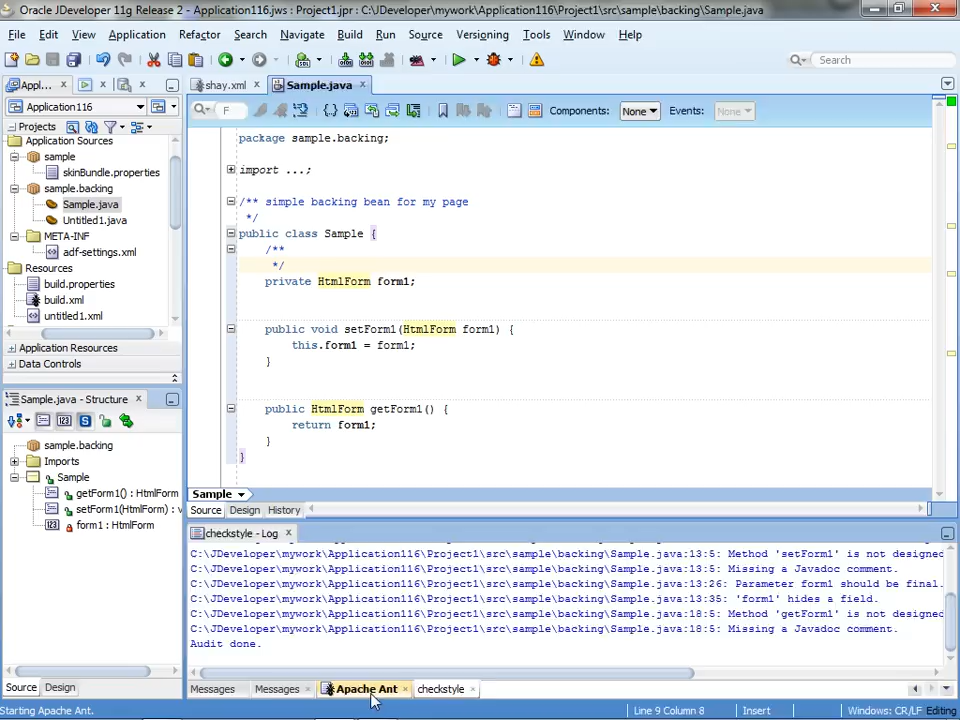 Oracle JDeveloper 11g Release 2 - Application116.jws : Project1.jpr : C:\JDeveloper\mywork\Application116\Project1\src\sample\backing\Sample.java
File Edit View Application Refactor Search Navigate Build Run Source Versioning Tools Window Help
Search
Appl...
shay.xml
Sample.java
Application116
F
Components: None Events: None
Projects
Application Sources
sample
skinBundle.properties
sample.backing
Sample.java
Untitled1.java
META-INF
adf-settings.xml
Resources
build.properties
build.xml
untitled1.xml
Application Resources
Data Controls
Sample.java - Structure
sample.backing
Imports
Sample
getForm1() : HtmlForm
setForm1(HtmlForm) : v
form1 : HtmlForm
Source Design
package sample.backing;
import ...;
/** simple backing bean for my page
*/
public class Sample {
/**
*/
private HtmlForm form1;
public void setForm1(HtmlForm form1) {
this.form1 = form1;
}
public HtmlForm getForm1() {
return form1;
}
}
Sample
Source Design History
checkstyle - Log
C:\JDeveloper\mywork\Application116\Project1\src\sample\backing\Sample.java:13:5: Method 'setForm1' is not designed
C:\JDeveloper\mywork\Application116\Project1\src\sample\backing\Sample.java:13:5: Missing a Javadoc comment.
C:\JDeveloper\mywork\Application116\Project1\src\sample\backing\Sample.java:13:26: Parameter form1 should be final.
C:\JDeveloper\mywork\Application116\Project1\src\sample\backing\Sample.java:13:35: 'form1' hides a field.
C:\JDeveloper\mywork\Application116\Project1\src\sample\backing\Sample.java:18:5: Method 'getForm1' is not designed
C:\JDeveloper\mywork\Application116\Project1\src\sample\backing\Sample.java:18:5: Missing a Javadoc comment.
Audit done.
Messages Messages Apache Ant checkstyle
Starting Apache Ant.
Line 9 Column 8 Insert Windows: CR/LF Editing